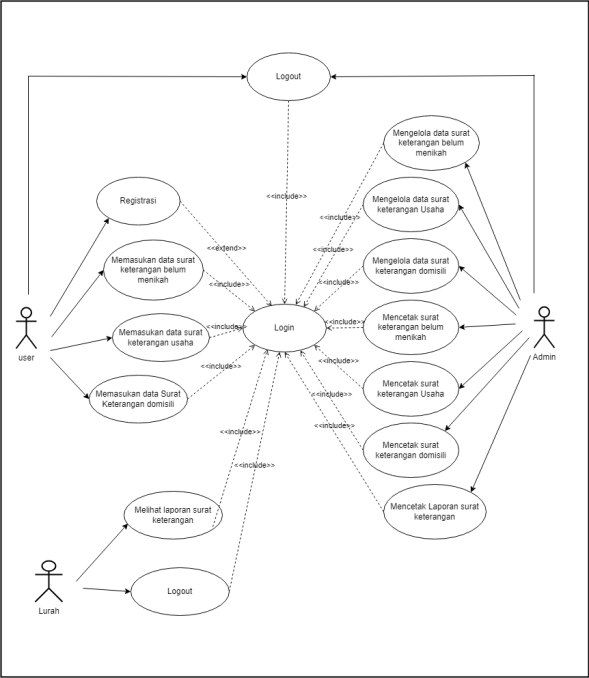 Logout
Mengelola data surat
keterangan belum
menikah
<<include>>
Registrasi
Mengelola data surat
keterangan Usaha
<<include>>
<<extend>>
<<include>>
Memasukan data surat
keterangan belum
menikah
Mengelola data surat
keterangan domisili
<<include>>
<<include>>
user
Memasukan data surat
keterangan usaha
<<include>>
Login
<<include>>
Mencetak surat
keterangan belum
menikah
Admin
<<include>>
<<include>>
Memasukan data Surat
Keterangan domisili
Mencetak surat
keterangan Usaha
<<include>>
<<include>>
<<include>>
Mencetak surat
keterangan domisili
<<include>>
Melihat laporan surat
keterangan
Mencetak Laporan surat
keterangan
Logout
Lurah